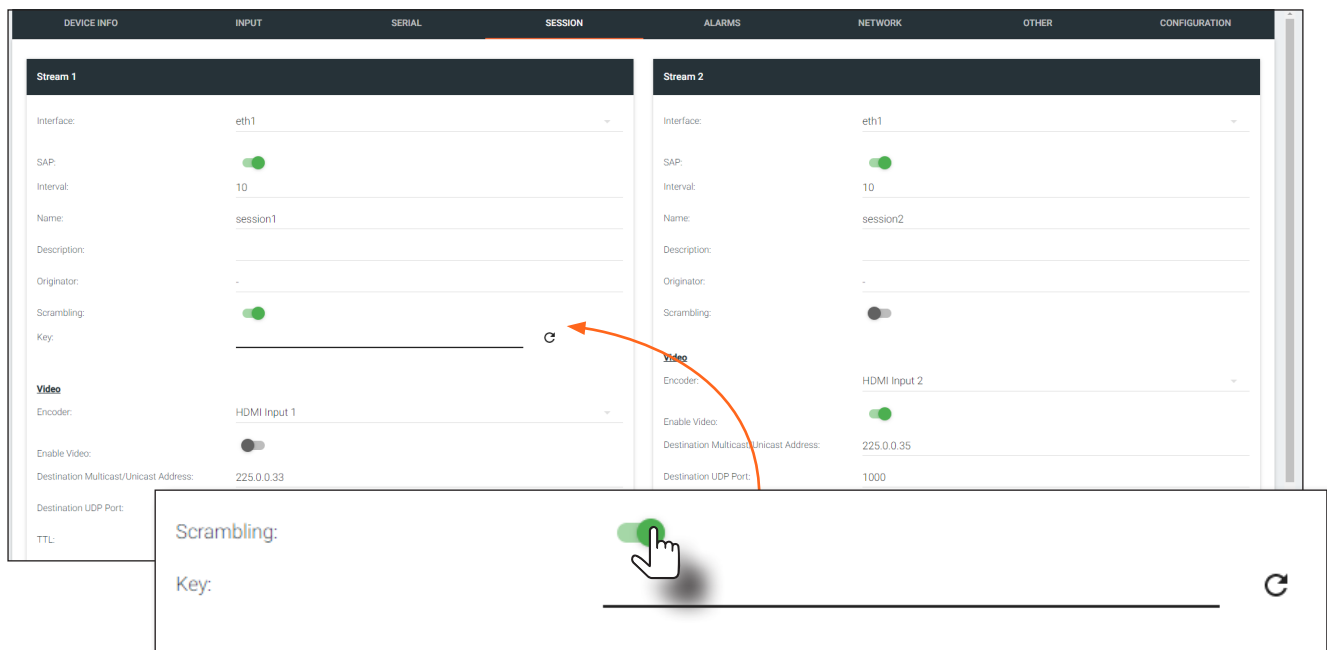 DEVICE INFO INPUT SERIAL SESSION ALARMS NETWORK OTHER CONFIGURATION
Stream 1
Interface: eth1
SAP:
Interval: 10
Name: session1
Description:
Originator: -
Scrambling:
Key:
Video
Encoder: HDMI Input 1
Enable Video:
Destination Multicast/Unicast Address: 225.0.0.33
Destination UDP Port:
TTL:
Stream 2
Interface: eth1
SAP:
Interval: 10
Name: session2
Description:
Originator: -
Scrambling:
Video
Encoder: HDMI Input 2
Enable Video:
Destination Multicast/Unicast Address: 225.0.0.35
Destination UDP Port: 1000
Scrambling:
Key: